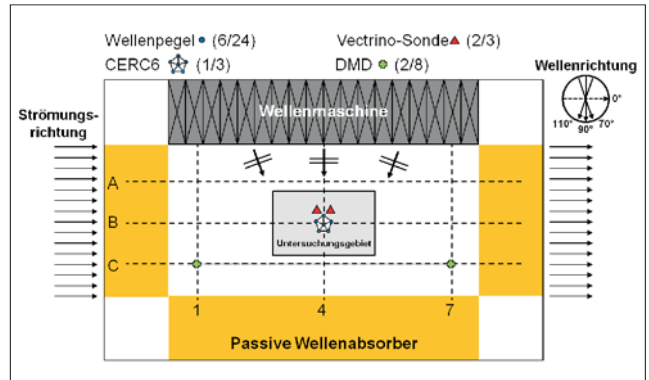 Wellenpegel (6/24) Vectrino-Sonde (2/3)
CERC6 (1/3) DMD (2/8)
Wellenrichtung
Wellenmaschine
Strömungs-
richtung
0°
110° 90° 70°
A
B
C
Untersuchungsgebiet
1 4 7
Passive Wellenabsorber